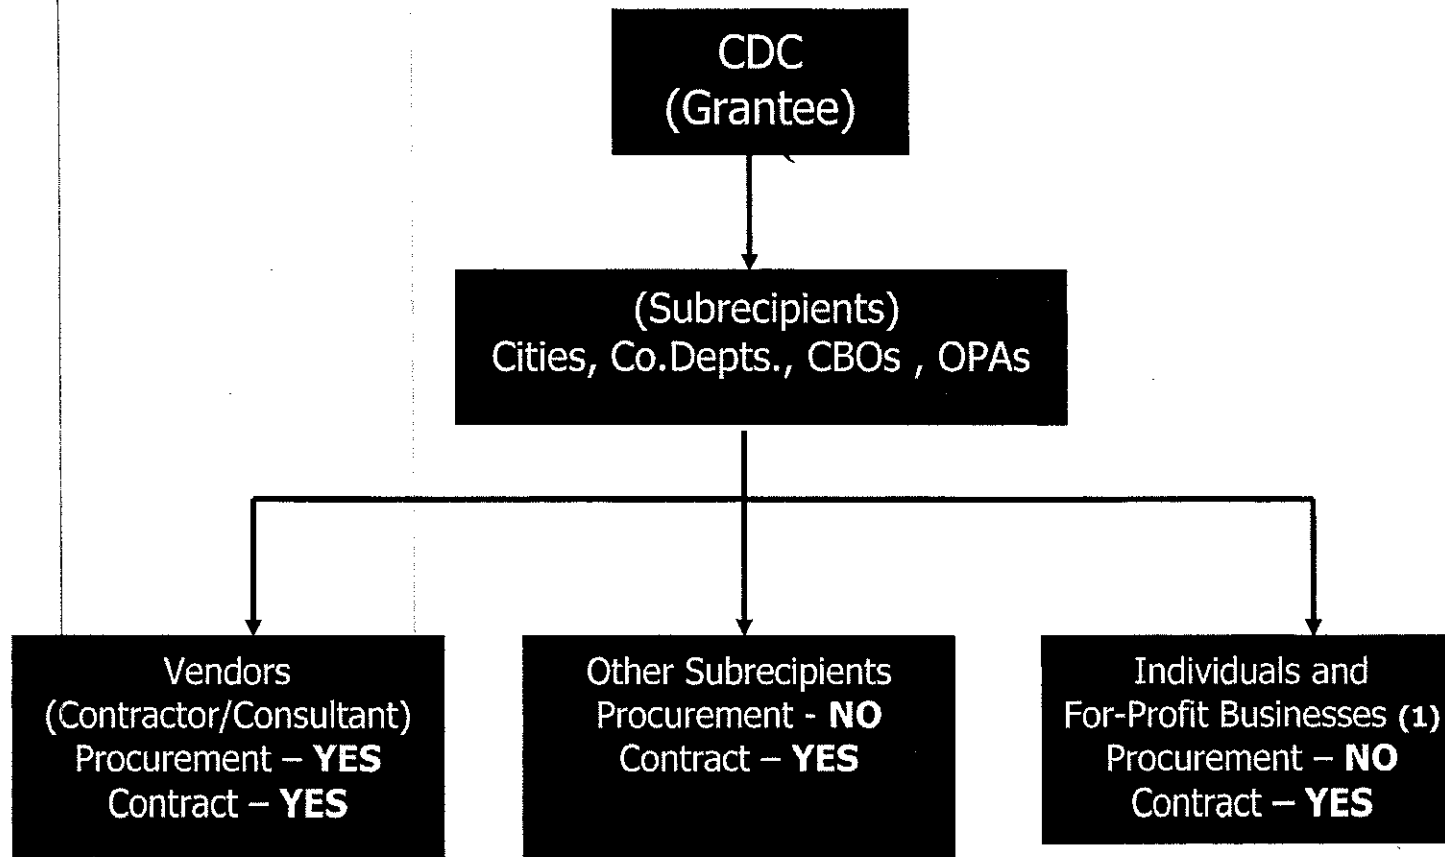 CDC
(Grantee)
(Subrecipients)
Cities, Co.Depts., CBOs , OPAs
Vendors
(Contractor/Consultant)
Procurement – YES
Contract – YES
Other Subrecipients
Procurement - NO
Contract – YES
Individuals and
For-Profit Businesses (1)
Procurement – NO
Contract – YES